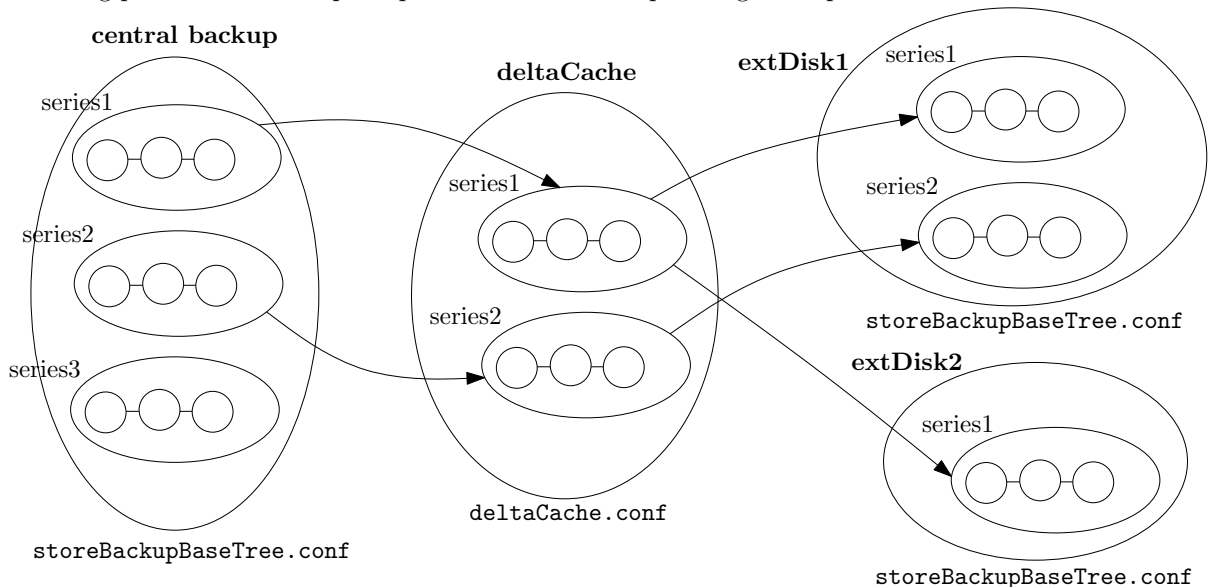 central backup
series1
series2
series3
storeBackupBaseTree.conf
deltaCache
series1
series2
deltaCache.conf
extDisk1
series1
series2
storeBackupBaseTree.conf
extDisk2
series1
storeBackupBaseTree.conf